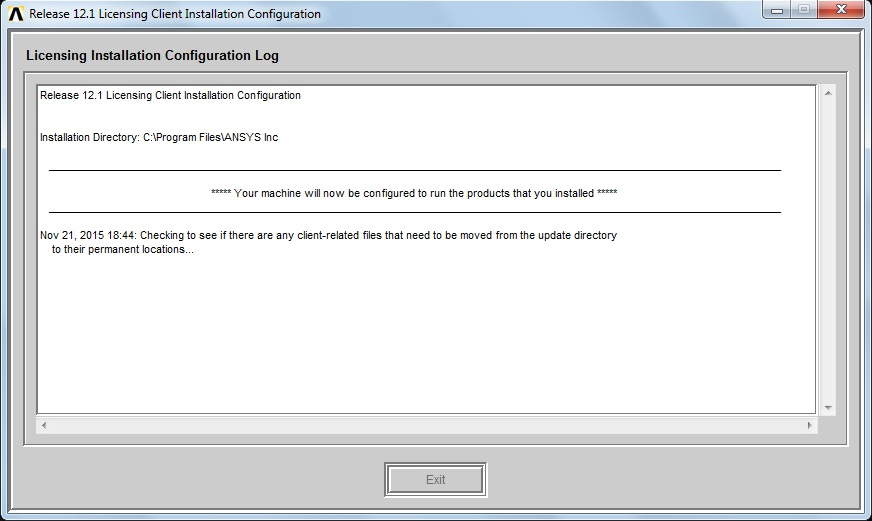 Release 12.1 Licensing Client Installation Configuration
Licensing Installation Configuration Log
Release 12.1 Licensing Client Installation Configuration
Installation Directory: C:\Program Files\ANSYS Inc
***** Your machine will now be configured to run the products that you installed *****
Nov 21, 2015 18:44: Checking to see if there are any client-related files that need to be moved from the update directory
to their permanent locations...
Exit